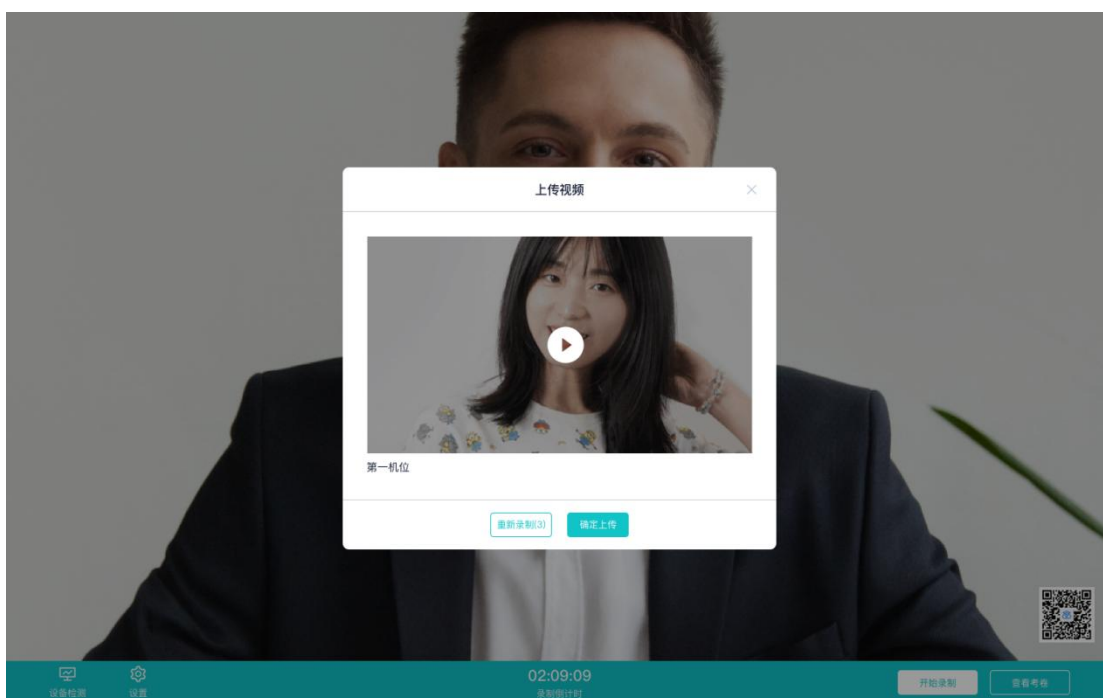 上传视频
第一机位
重新录制(3)
确定上传
02:09:09
设备检测
设置
录制倒计时
开始录制
查看考卷